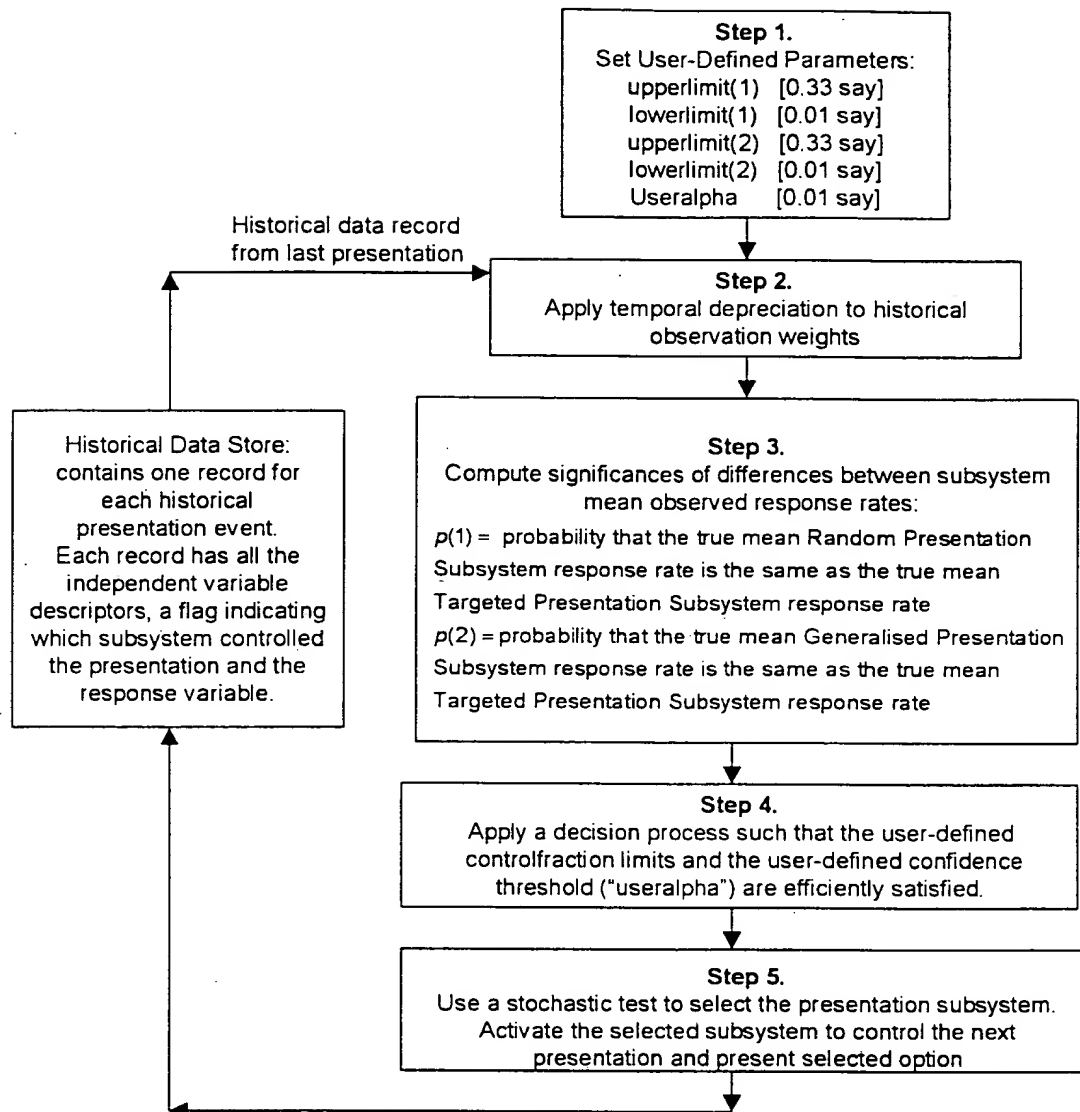 Step 1.
Set User-Defined Parameters:
upperlimit(1) [0.33 say]
lowerlimit(1) [0.01 say]
upperlimit(2) [0.33 say]
lowerlimit(2) [0.01 say]
Useralpha [0.01 say]
Historical data record
from last presentation
Step 2.
Apply temporal depreciation to historical
observation weights
Historical Data Store:
contains one record for
each historical
presentation event.
Each record has all the
independent variable
descriptors, a flag indicating
which subsystem controlled
the presentation and the
response variable.
Step 3.
Compute significances of differences between subsystem
mean observed response rates:
p(1) = probability that the true mean Random Presentation
Subsystem response rate is the same as the true mean
Targeted Presentation Subsystem response rate
p(2) = probability that the true mean Generalised Presentation
Subsystem response rate is the same as the true mean
Targeted Presentation Subsystem response rate
Step 4.
Apply a decision process such that the user-defined
controlfraction limits and the user-defined confidence
threshold ("useralpha") are efficiently satisfied.
Step 5.
Use a stochastic test to select the presentation subsystem.
Activate the selected subsystem to control the next
presentation and present selected option